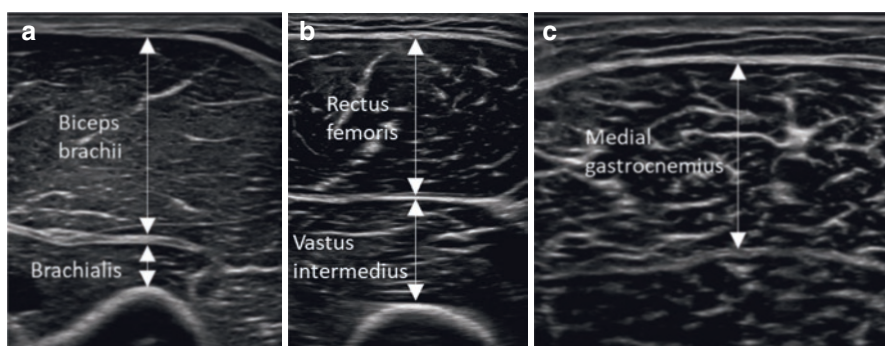 a
Biceps
brachii
Brachialis
b
Rectus
femoris
Vastus
intermedius
c
Medial
gastrocnemius